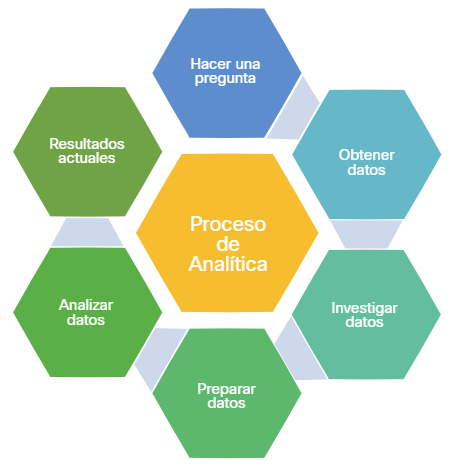 Hacer una
pregunta
Obtener
datos
Investigar
datos
Preparar
datos
Analizar
datos
Resultados
actuales
Proceso
de
Analítica